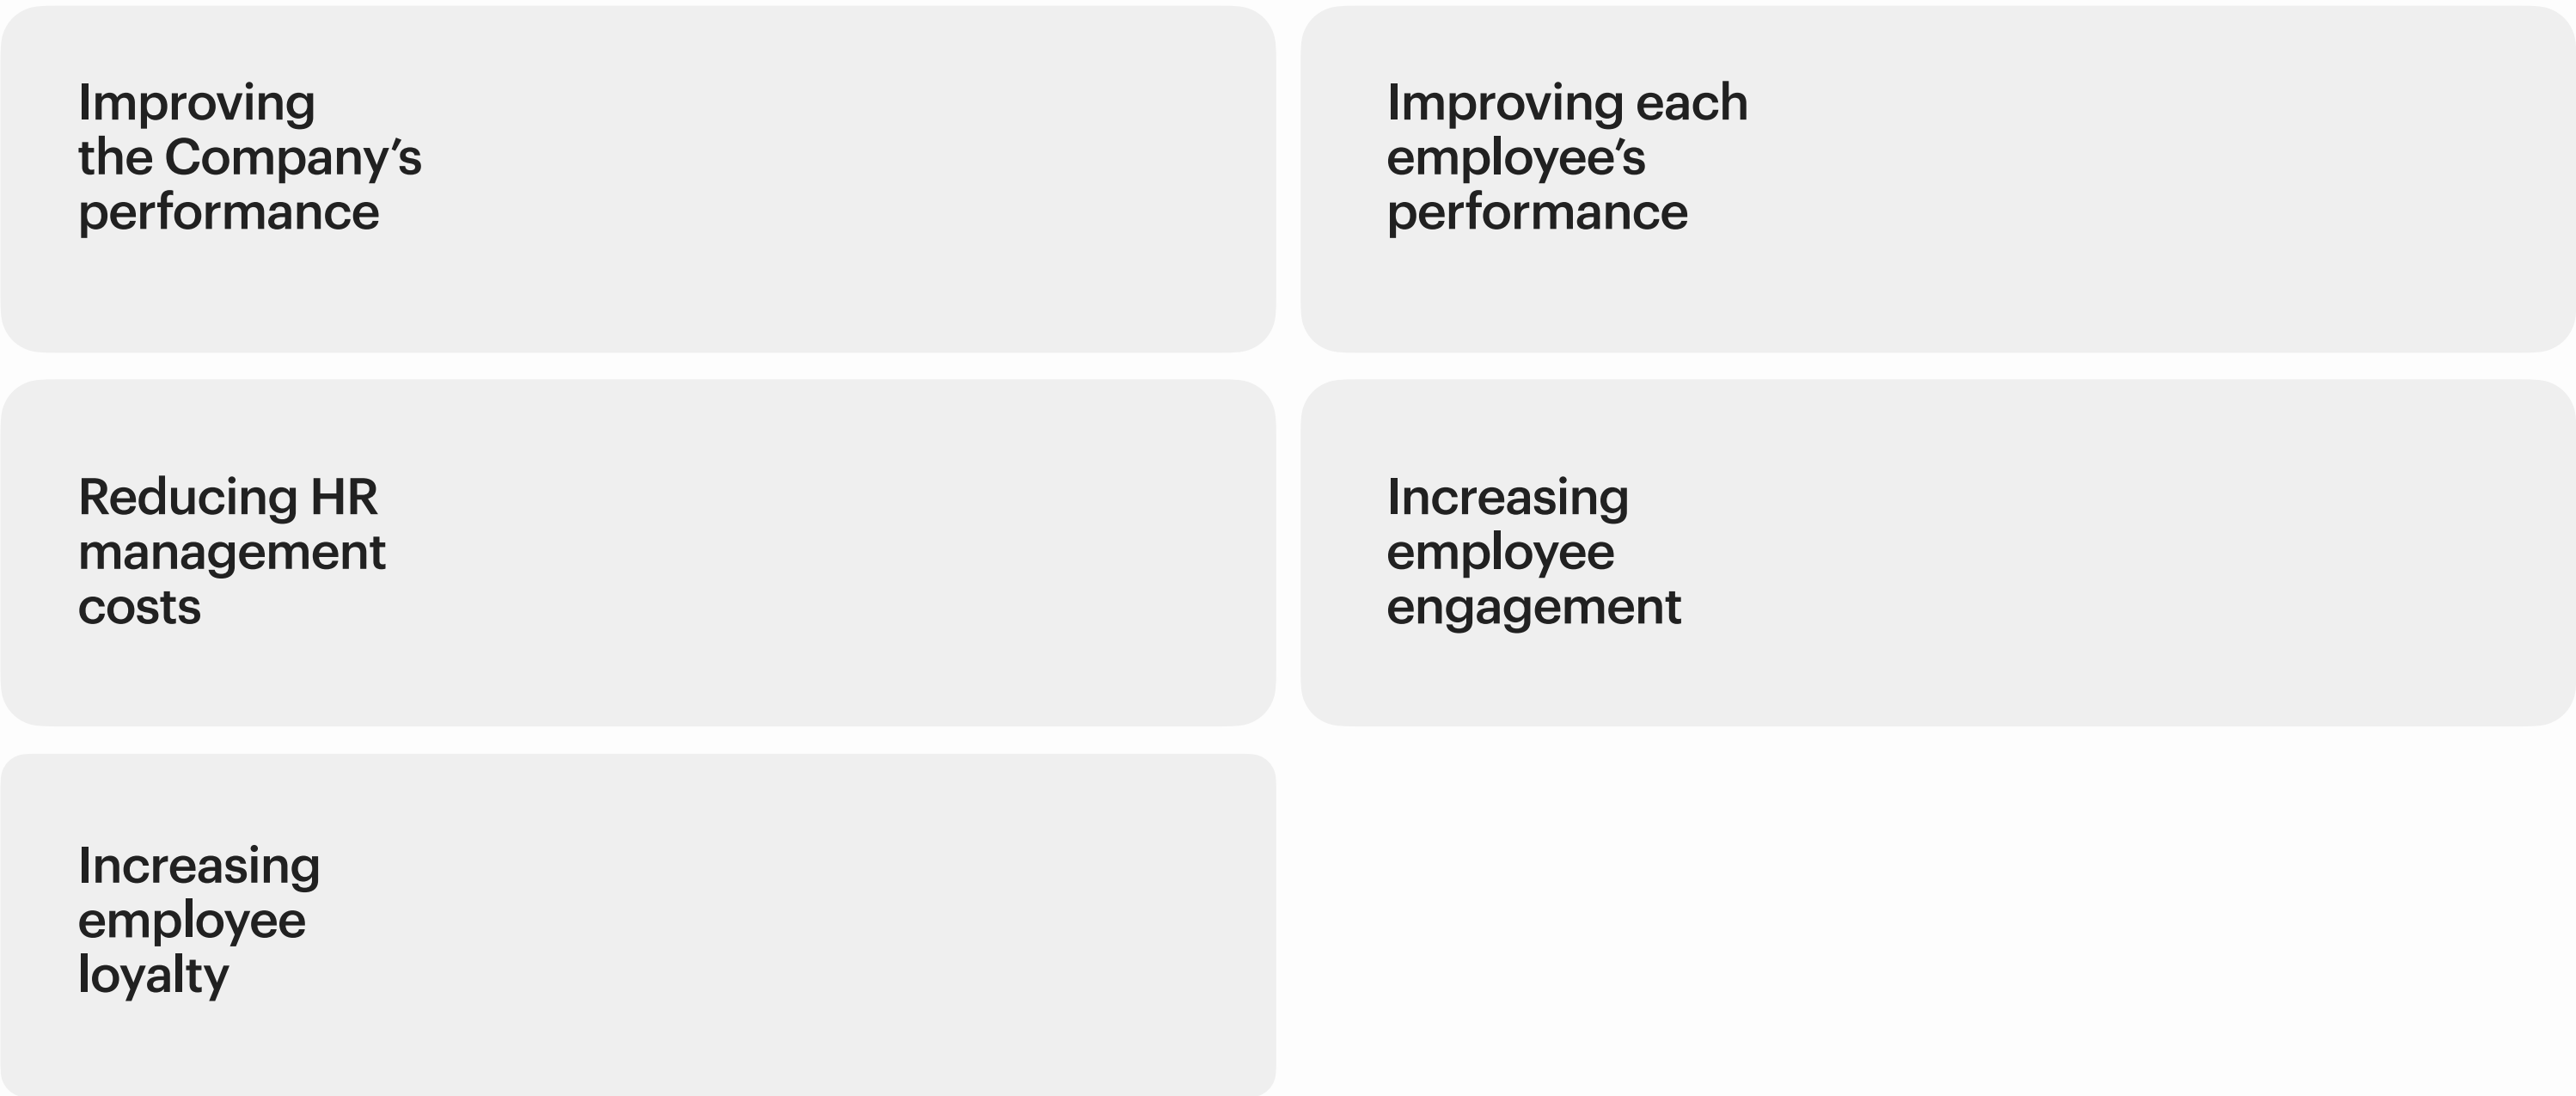 Improving
the Company’s
performance
Improving each
employee’s
performance
Reducing HR
management
costs
Increasing
employee
engagement
Increasing
employee
loyalty